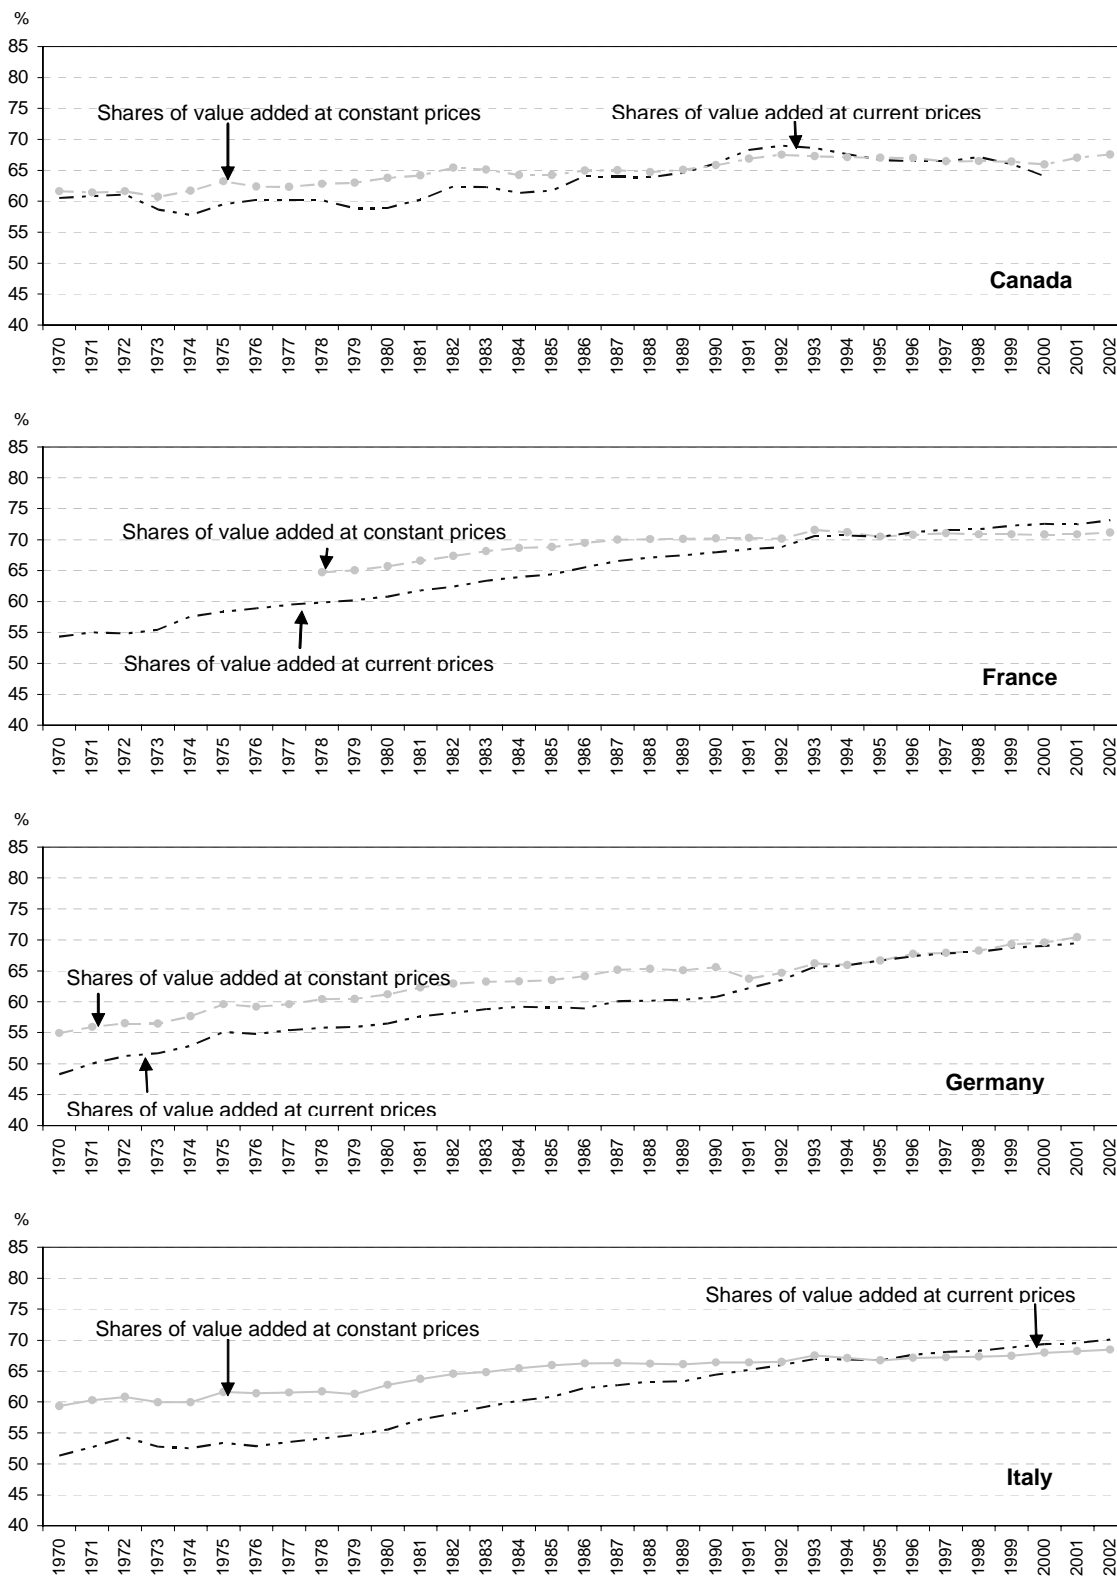 %
85
80
75
Shares of value added at constant prices Shares of value added at current prices
70
65
60
55
50
45
Canada
40
1970 1971 1972 1973 1974 1975 1976 1977 1978 1979 1980 1981 1982 1983 1984 1985 1986 1987 1988 1989 1990 1991 1992 1993 1994 1995 1996 1997 1998 1999 2000 2001 2002
%
85
80
75
Shares of value added at constant prices
70
65
60
55
Shares of value added at current prices
50
France
45
40
1970 1971 1972 1973 1974 1975 1976 1977 1978 1979 1980 1981 1982 1983 1984 1985 1986 1987 1988 1989 1990 1991 1992 1993 1994 1995 1996 1997 1998 1999 2000 2001 2002
%
85
80
75
70
65
Shares of value added at constant prices
60
55
50
Germany
45
Shares of value added at current prices
40
1970 1971 1972 1973 1974 1975 1976 1977 1978 1979 1980 1981 1982 1983 1984 1985 1986 1987 1988 1989 1990 1991 1992 1993 1994 1995 1996 1997 1998 1999 2000 2001 2002
%
85
80
Shares of value added at current prices
75
Shares of value added at constant prices
70
65
60
55
50
Italy
45
40
1970 1971 1972 1973 1974 1975 1976 1977 1978 1979 1980 1981 1982 1983 1984 1985 1986 1987 1988 1989 1990 1991 1992 1993 1994 1995 1996 1997 1998 1999 2000 2001 2002